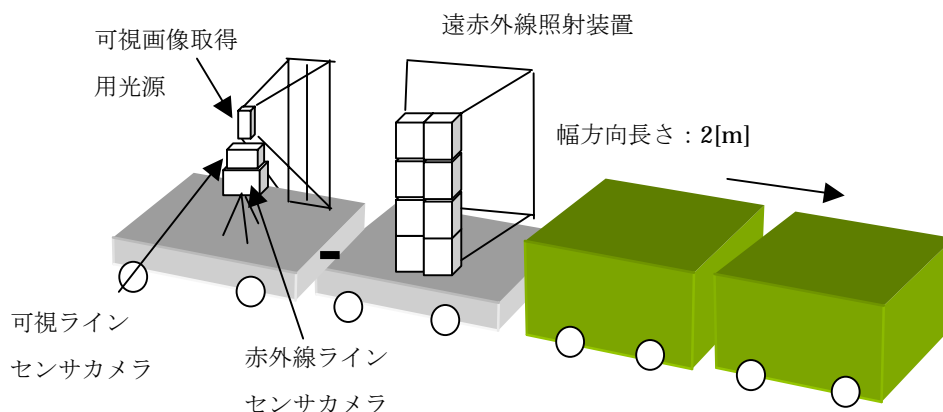 可視画像取得
用光源
遠赤外線照射装置
幅方向長さ：2[m]
可視ライン
センサカメラ
赤外線ライン
センサカメラ